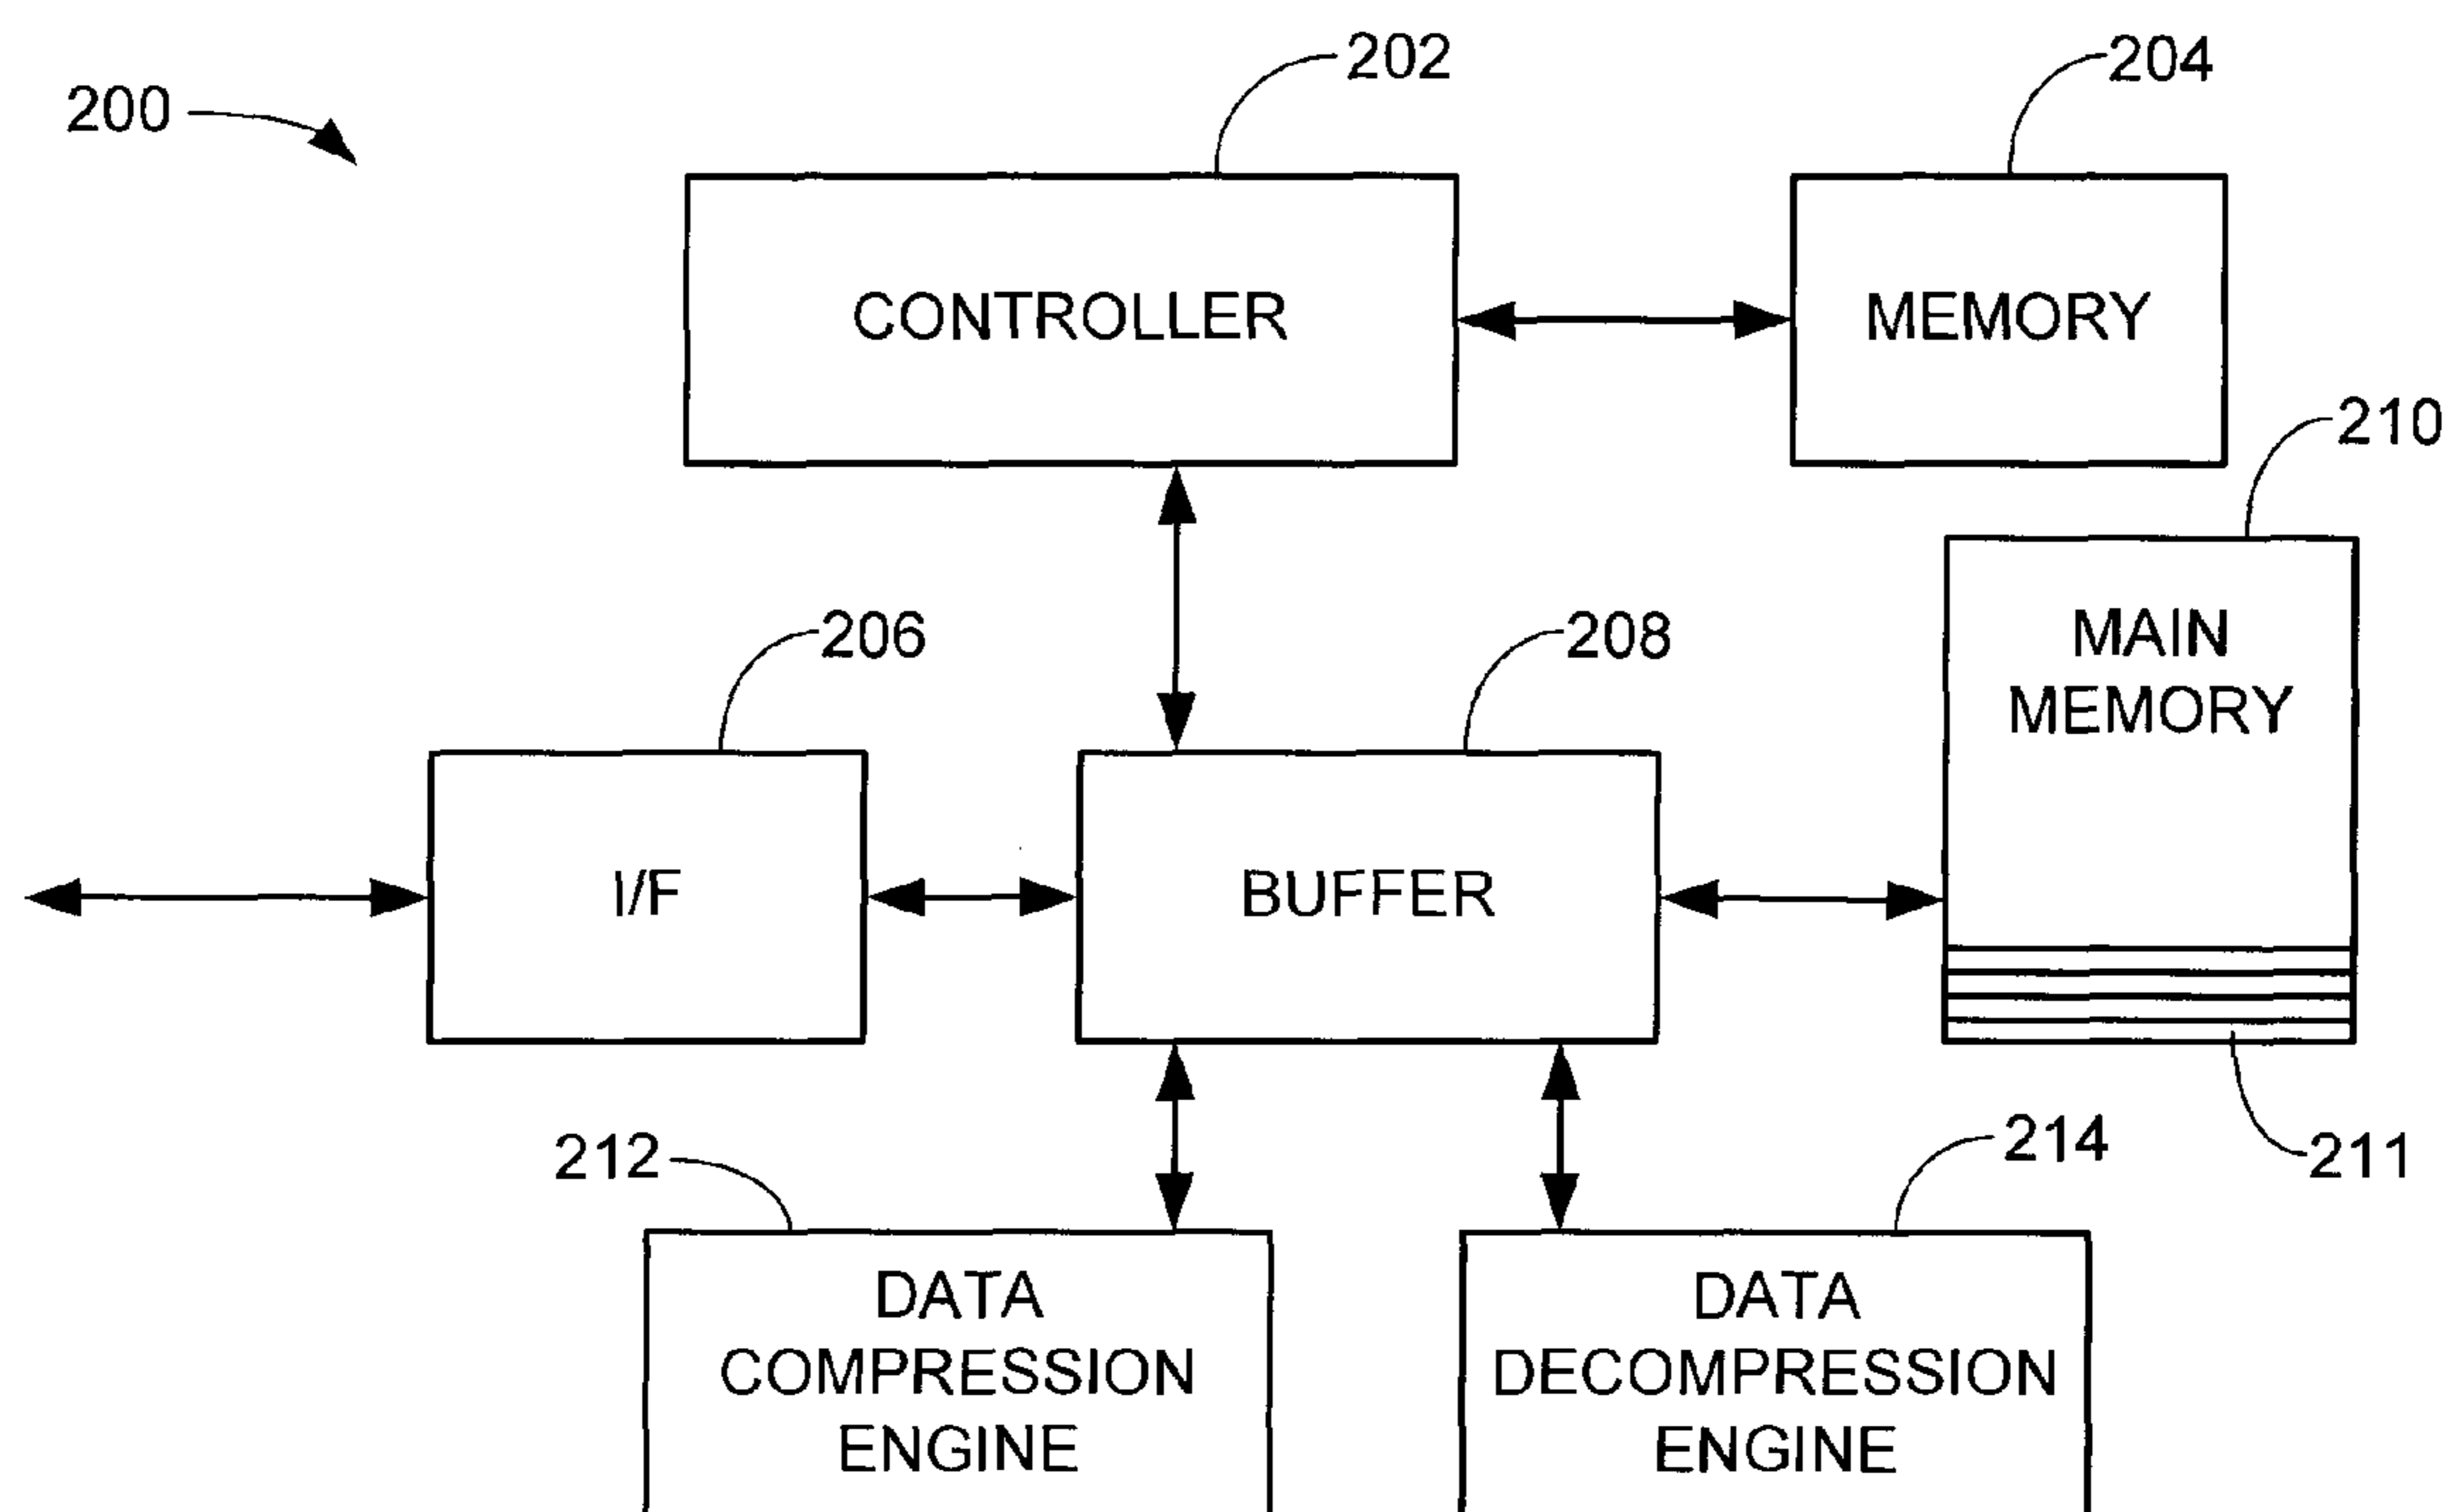 202
204
200
CONTROLLER
MEMORY
210
MAIN
MEMORY
206
208
I/F
BUFFER
212
214
211
DATA
COMPRESSION
ENGINE
DATA
DECOMPRESSION
ENGINE